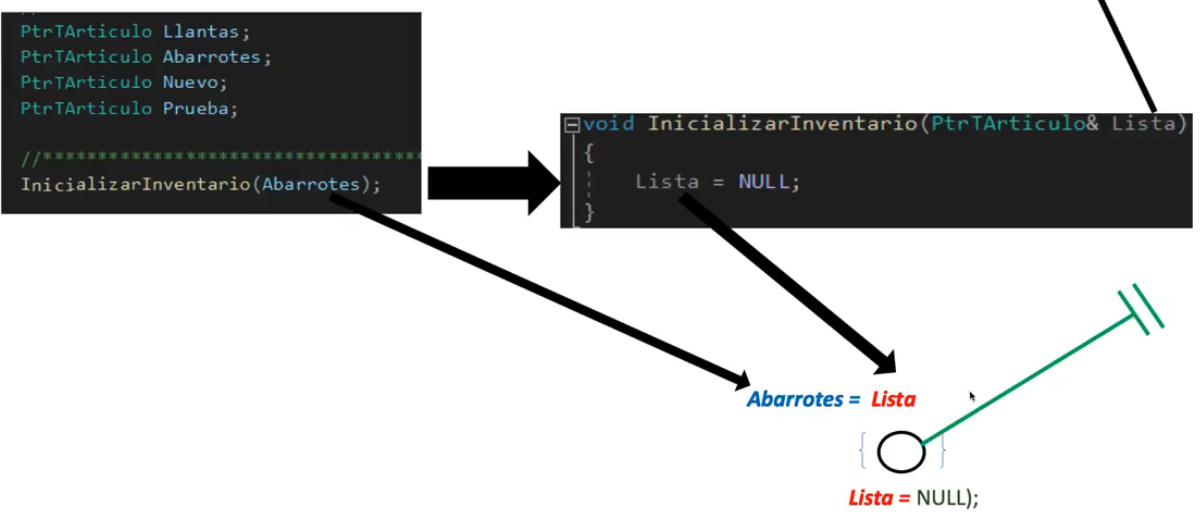 PtrTArticulo Llantas;
PtrTArticulo Abarrotes;
PtrTArticulo Nuevo;
PtrTArticulo Prueba;
//***********************************
InicializarInventario(Abarrotes);
void InicializarInventario(PtrTArticulo& Lista)
{
Lista = NULL;
}
Abarrotes = Lista
{ }
Lista = NULL);